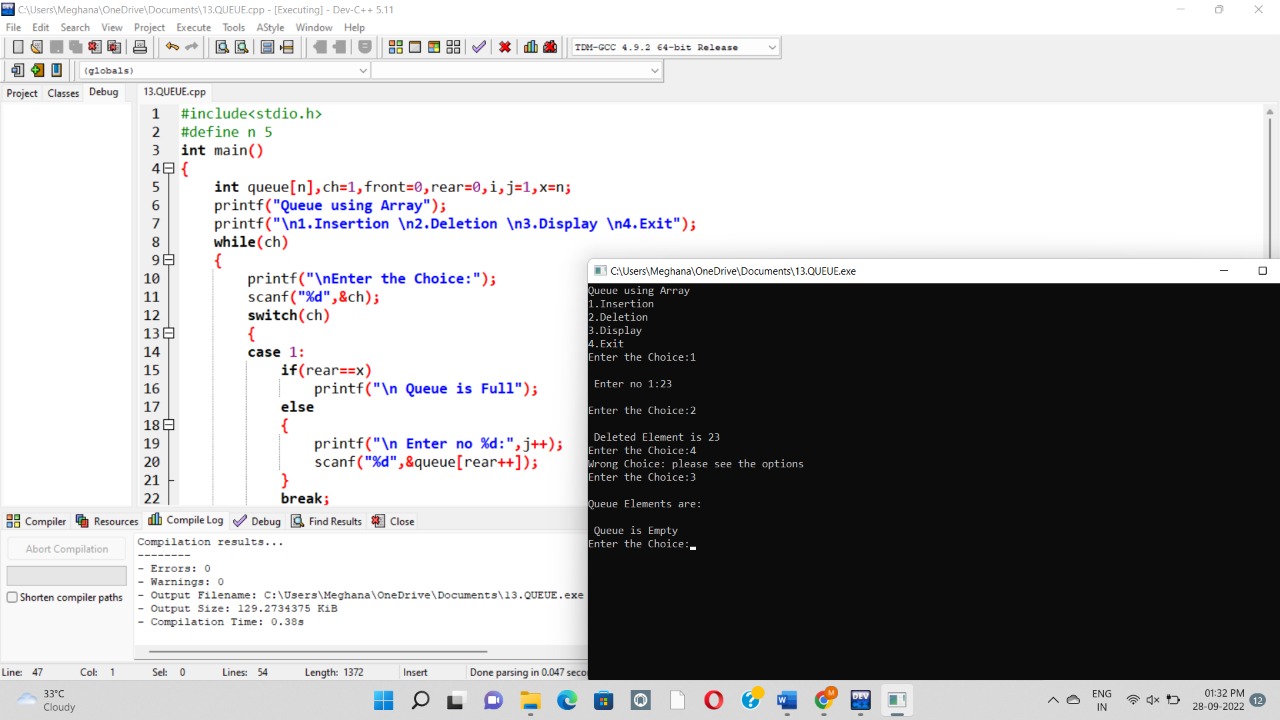 C:\Users\Meghana\OneDrive\Documents\13.QUEUE.cpp - [Executing] - Dev-C++ 5.11
File Edit Search View Project Execute Tools AStyle Window Help
TDM-GCC 4.9.2 64-bit Release
(globals)
Project Classes Debug
13.QUEUE.cpp
1 #include<stdio.h>
2 #define n 5
3 int main()
4 {
5 int queue[n],ch=1,front=0,rear=0,i,j=1,x=n;
6 printf("Queue using Array");
7 printf("\n1.Insertion \n2.Deletion \n3.Display \n4.Exit");
8 while(ch)
9 {
10 printf("\nEnter the Choice:");
11 scanf("%d",&ch);
12 switch(ch)
13 {
14 case 1:
15 if(rear==x)
16 printf("\n Queue is Full");
17 else
18 {
19 printf("\n Enter no %d:",j++);
20 scanf("%d",&queue[rear++]);
21 }
22 break;
C:\Users\Meghana\OneDrive\Documents\13.QUEUE.exe
Queue using Array
1.Insertion
2.Deletion
3.Display
4.Exit
Enter the Choice:1
Enter no 1:23
Enter the Choice:2
Deleted Element is 23
Enter the Choice:4
Wrong Choice: please see the options
Enter the Choice:3
Queue Elements are:
Queue is Empty
Enter the Choice:
Compiler Resources Compile Log Debug Find Results Close
Abort Compilation
Shorten compiler paths
Compilation results...
--------
- Errors: 0
- Warnings: 0
- Output Filename: C:\Users\Meghana\OneDrive\Documents\13.QUEUE.exe
- Output Size: 129.2734375 KiB
- Compilation Time: 0.38s
Line: 47 Col: 1 Sel: 0 Lines: 54 Length: 1372 Insert Done parsing in 0.047 seco
33°C
Cloudy
DEV
M
W
ENG
IN
01:32 PM
28-09-2022
12